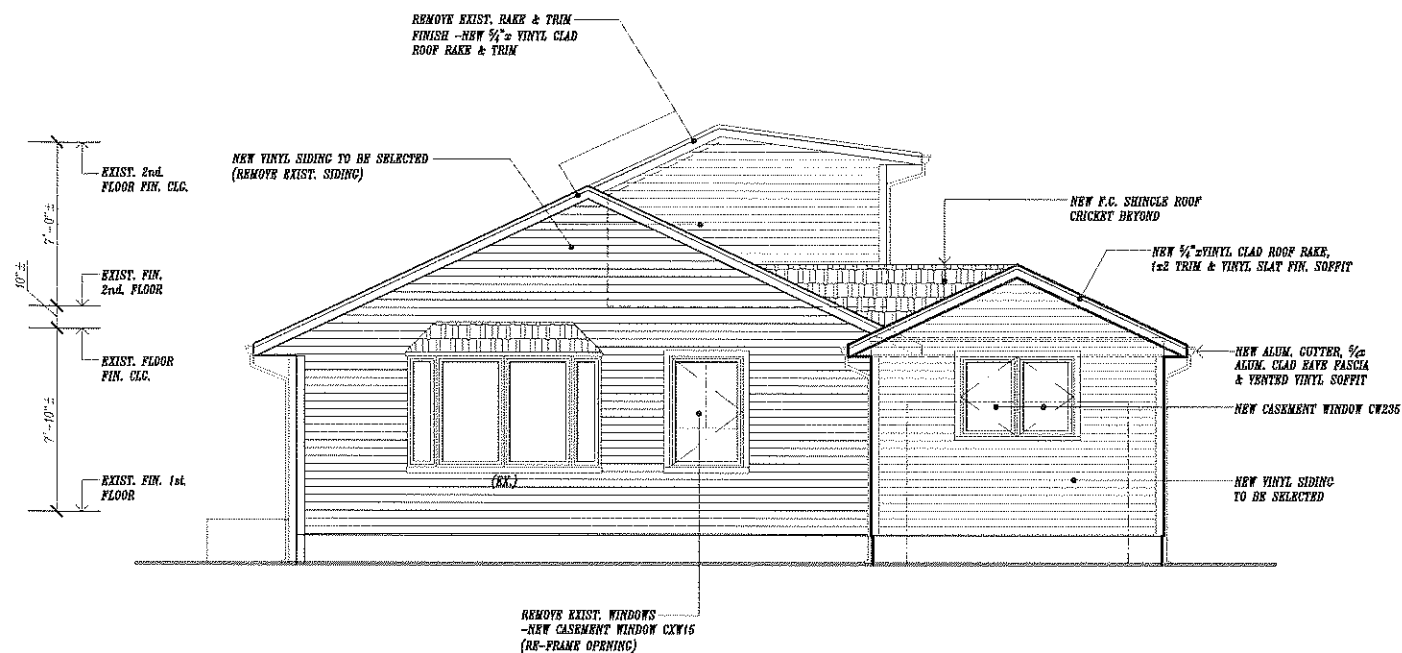 REMOVE EXIST. RAKE & TRIM
FINISH -NEW 5/4"x VINYL CLAD
ROOF RAKE & TRIM
NEW VINYL SIDING TO BE SELECTED
(REMOVE EXIST. SIDING)
EXIST. 2nd.
FLOOR FIN. CLG.
7'-0" ±
EXIST. FIN.
2nd. FLOOR
10" ±
EXIST. FLOOR
FIN. CLG.
7'-10" ±
EXIST. FIN. 1st.
FLOOR
NEW F.G. SHINGLE ROOF
CRICKET BEYOND
NEW 5/4"xVINYL CLAD ROOF RAKE,
1x2 TRIM & VINYL SLAT FIN. SOFFIT
NEW ALUM. GUTTER, 5/4x
ALUM. CLAD EAVE FASCIA
& VENTED VINYL SOFFIT
NEW CASEMENT WINDOW CW235
NEW VINYL SIDING
TO BE SELECTED
(EX.)
REMOVE EXIST. WINDOWS
-NEW CASEMENT WINDOW CXW15
(RE-FRAME OPENING)